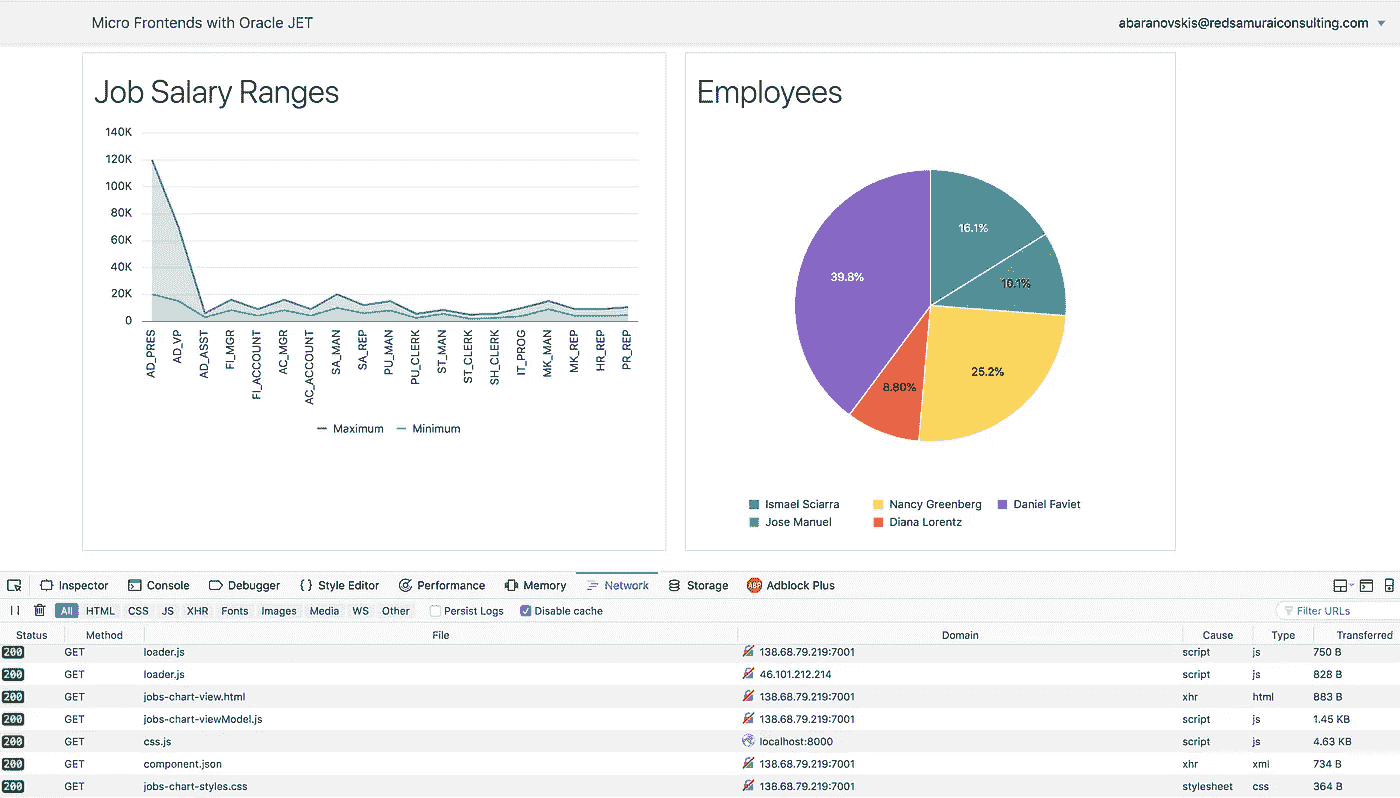 Micro Frontends with Oracle JET
abaranovskis@redsamuraiconsulting.com
Job Salary Ranges
140K
120K
100K
80K
60K
40K
20K
0
AD_PRES
AD_VP
AD_ASST
FI_MGR
FI_ACCOUNT
AC_MGR
AC_ACCOUNT
SA_MAN
SA_REP
PU_MAN
PU_CLERK
ST_MAN
ST_CLERK
SH_CLERK
IT_PROG
MK_MAN
MK_REP
HR_REP
PR_REP
Maximum Minimum
Employees
16.1%
10.1%
39.8%
25.2%
8.80%
Ismael Sciarra Nancy Greenberg Daniel Faviet
Jose Manuel Diana Lorentz
Inspector Console Debugger { } Style Editor Performance Memory Network Storage ABP Adblock Plus
All HTML CSS JS XHR Fonts Images Media WS Other Persist Logs Disable cache Filter URLs
Status Method File Domain Cause Type Transferred
200 GET loader.js 138.68.79.219:7001 script js 750 B
200 GET loader.js 46.101.212.214 script js 828 B
200 GET jobs-chart-view.html 138.68.79.219:7001 xhr html 883 B
200 GET jobs-chart-viewModel.js 138.68.79.219:7001 script js 1.45 KB
200 GET css.js localhost:8000 script js 4.63 KB
200 GET component.json 138.68.79.219:7001 xhr xml 734 B
200 GET jobs-chart-styles.css 138.68.79.219:7001 stylesheet css 364 B